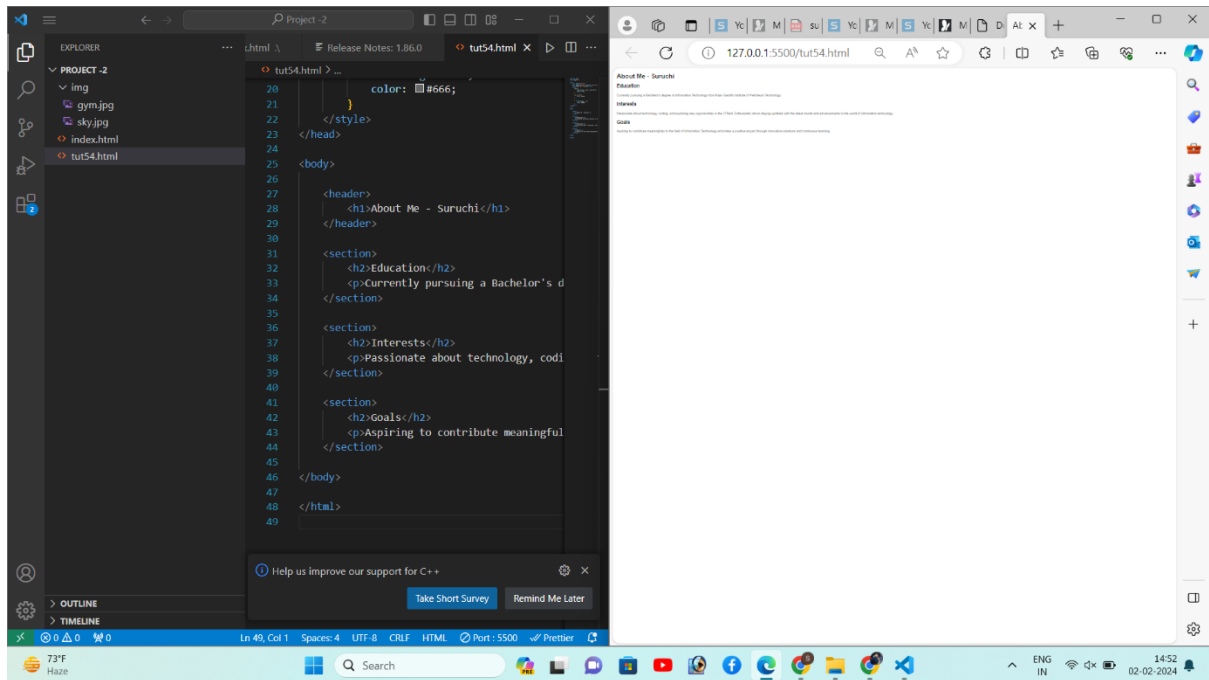 Project -2
EXPLORER
PROJECT -2
img
gym.jpg
sky.jpg
index.html
tut54.html
OUTLINE
TIMELINE
Release Notes: 1.86.0
tut54.html
tut54.html > ...
20 color: #666;
21 }
22 </style>
23 </head>
24
25 <body>
26
27 <header>
28 <h1>About Me - Suruchi</h1>
29 </header>
30
31 <section>
32 <h2>Education</h2>
33 <p>Currently pursuing a Bachelor's d
34 </section>
35
36 <section>
37 <h2>Interests</h2>
38 <p>Passionate about technology, codi
39 </section>
40
41 <section>
42 <h2>Goals</h2>
43 <p>Aspiring to contribute meaningful
44 </section>
45
46 </body>
47
48 </html>
49
Help us improve our support for C++
Take Short Survey Remind Me Later
0 0 0 Ln 49, Col 1 Spaces: 4 UTF-8 CRLF HTML Port : 5500 Prettier
127.0.0.1:5500/tut54.html
About Me - Suruchi
Education
Interests
Goals
73°F
Haze
Search
ENG
IN
14:52
02-02-2024